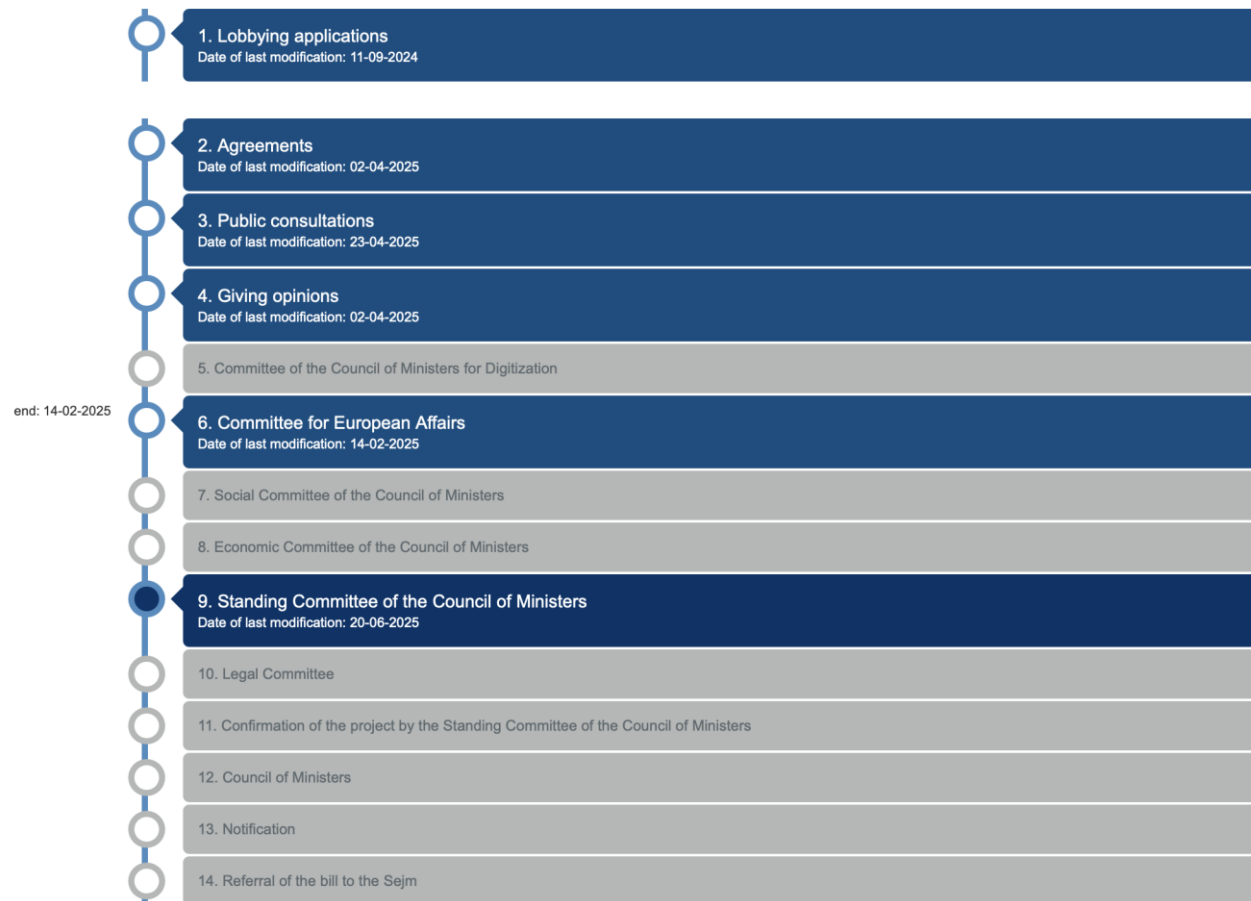 1. Lobbying applications
Date of last modification: 11-09-2024
2. Agreements
Date of last modification: 02-04-2025
3. Public consultations
Date of last modification: 23-04-2025
4. Giving opinions
Date of last modification: 02-04-2025
5. Committee of the Council of Ministers for Digitization
end: 14-02-2025
6. Committee for European Affairs
Date of last modification: 14-02-2025
7. Social Committee of the Council of Ministers
8. Economic Committee of the Council of Ministers
9. Standing Committee of the Council of Ministers
Date of last modification: 20-06-2025
10. Legal Committee
11. Confirmation of the project by the Standing Committee of the Council of Ministers
12. Council of Ministers
13. Notification
14. Referral of the bill to the Sejm